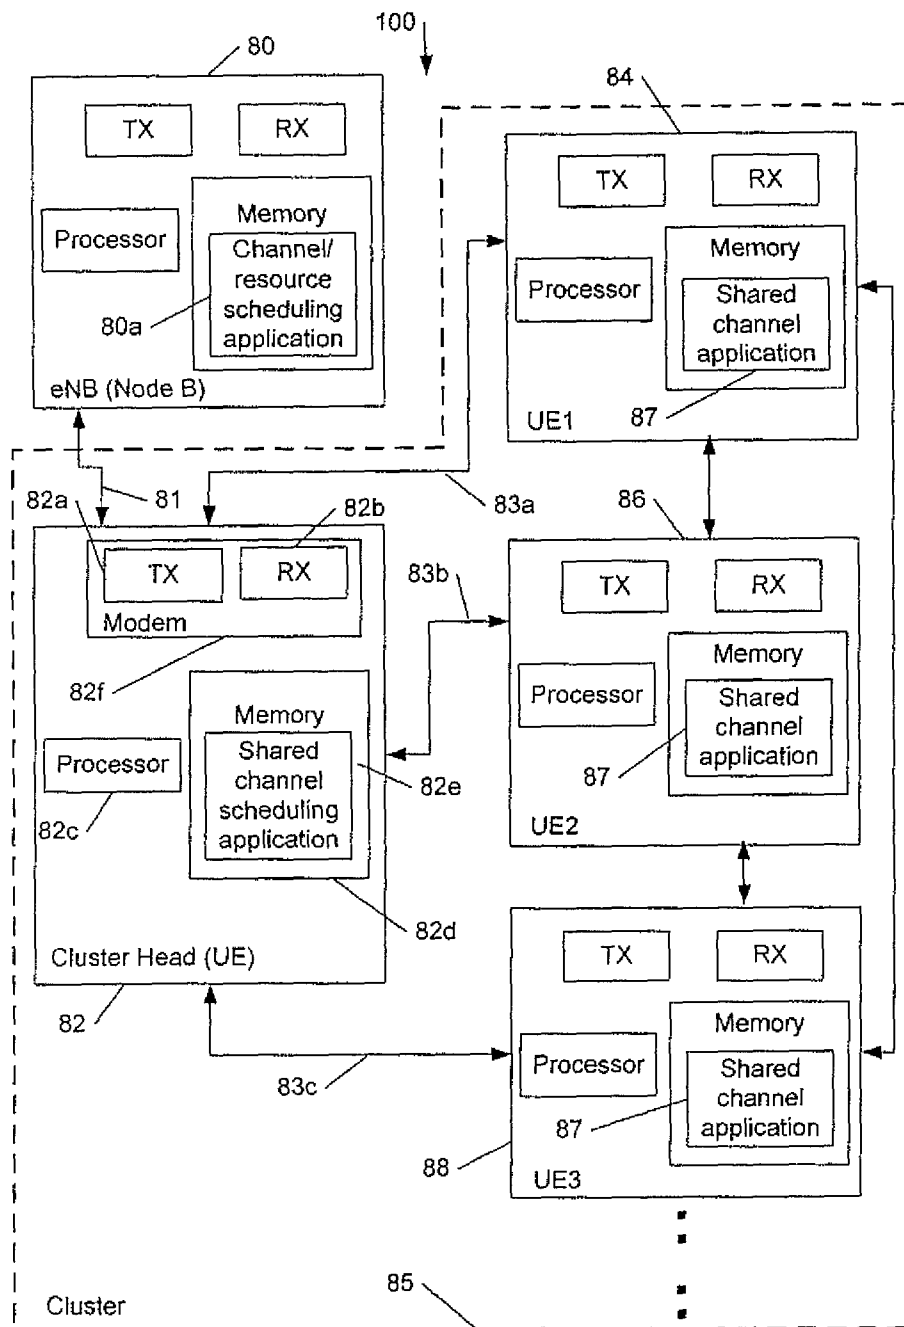 100
80
TX
RX
Processor
Memory
Channel/
resource
scheduling
application
80a
eNB (Node B)
84
TX
RX
Processor
Memory
Shared
channel
application
87
UE1
81
83a
82a
82b
TX
RX
Modem
82f
Memory
Shared
channel
scheduling
application
82e
Processor
82c
82d
Cluster Head (UE)
82
83b
86
TX
RX
Processor
Memory
Shared
channel
application
87
UE2
83c
TX
RX
Processor
Memory
Shared
channel
application
87
88
UE3
85
Cluster